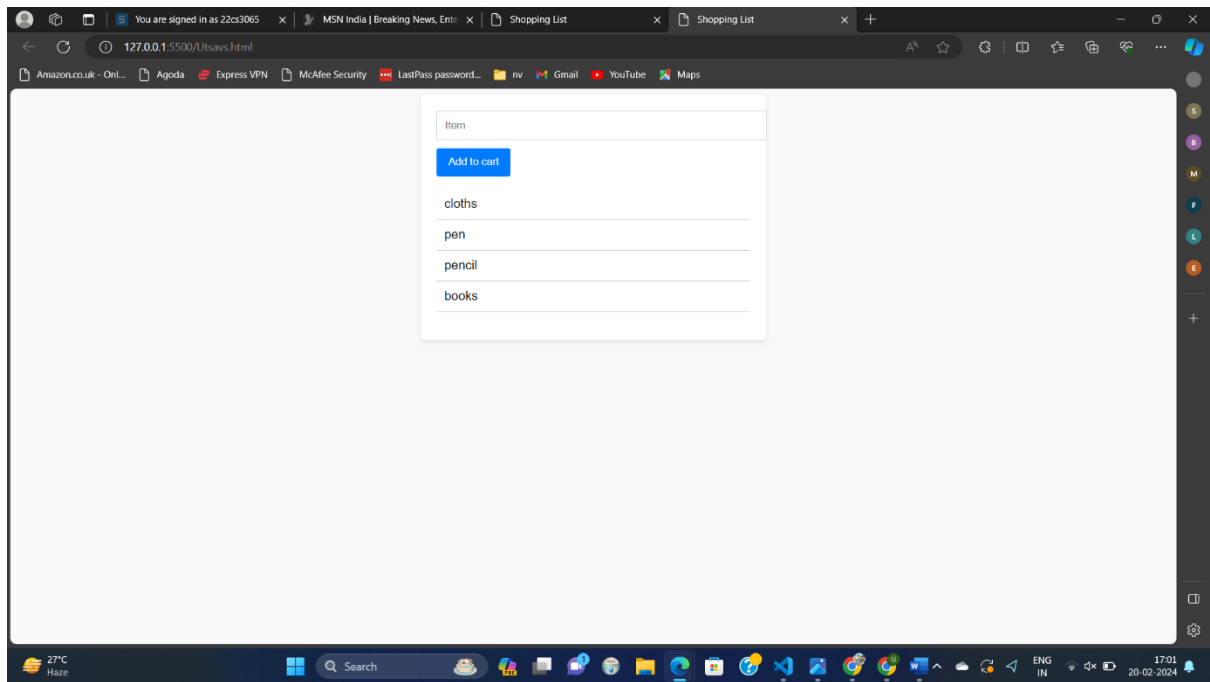 You are signed in as 22cs3065
MSN India | Breaking News, Ente
Shopping List
Shopping List
127.0.0.1:5500/Utsavs.html
Amazon.co.uk - Onl...
Agoda
Express VPN
McAfee Security
LastPass password...
nv
Gmail
YouTube
Maps
Item
Add to cart
cloths
pen
pencil
books
S
B
M
F
L
E
27°C
Haze
Search
ENG
IN
17:01
20-02-2024